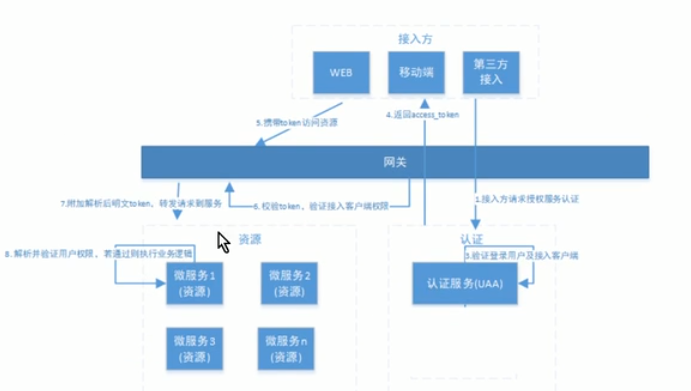 接入方
WEB
移动端
第三方
接入
5.携带token访问资源
4.返回access_token
网关
7.附加解析后明文token，转发请求到服务
6.校验token，验证接入客户端权限
1.接入方请求授权服务认证
资源
认证
8.解析并验证用户权限，若通过则执行业务逻辑
3.验证登录用户及接入客户端
微服务1
(资源)
微服务2
(资源)
认证服务(UAA)
微服务3
(资源)
微服务n
(资源)